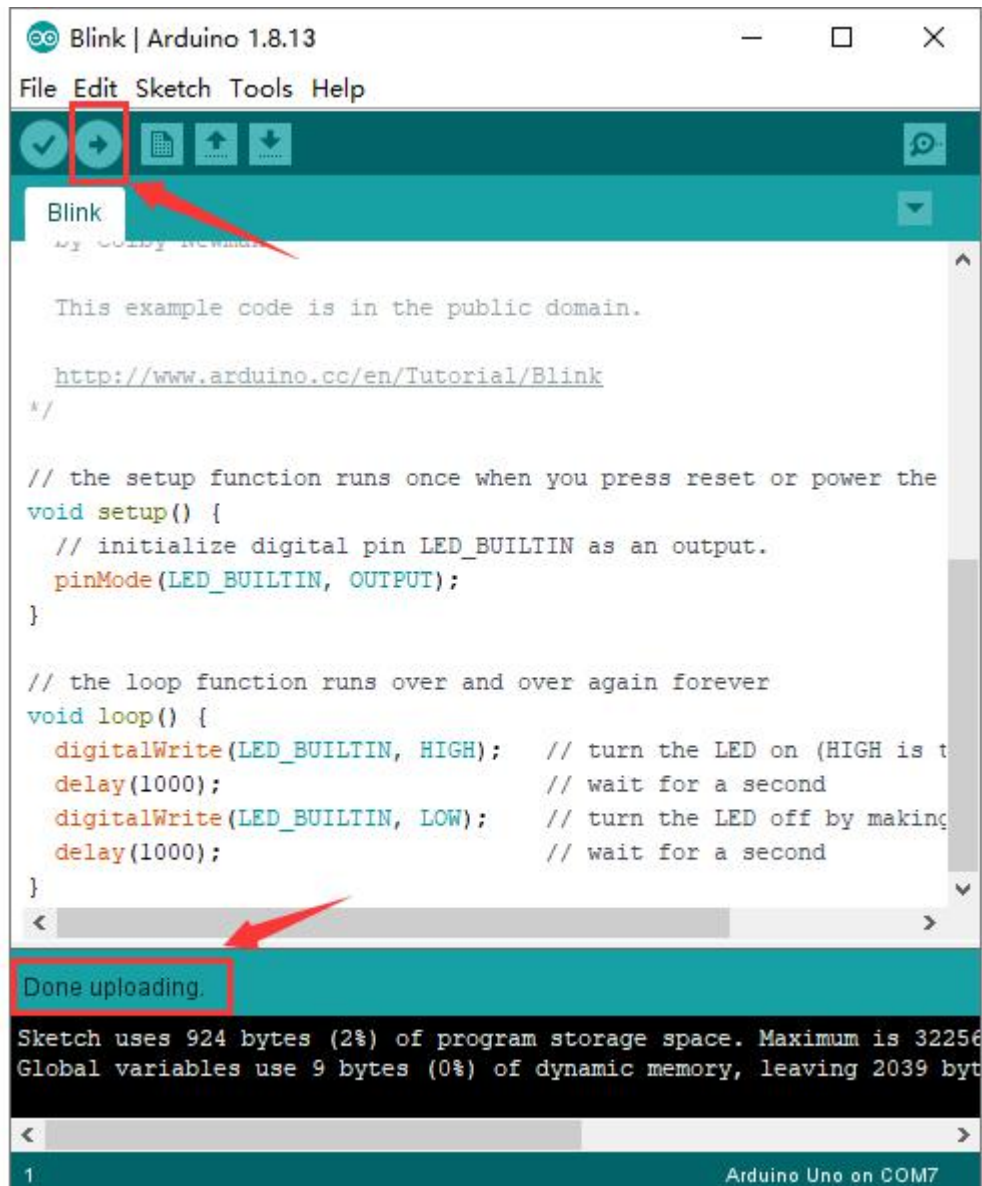 Blink | Arduino 1.8.13
File Edit Sketch Tools Help
Blink
This example code is in the public domain.
http://www.arduino.cc/en/Tutorial/Blink
*/
// the setup function runs once when you press reset or power the
void setup() {
// initialize digital pin LED_BUILTIN as an output.
pinMode(LED_BUILTIN, OUTPUT);
}
// the loop function runs over and over again forever
void loop() {
digitalWrite(LED_BUILTIN, HIGH); // turn the LED on (HIGH is t
delay(1000); // wait for a second
digitalWrite(LED_BUILTIN, LOW); // turn the LED off by making
delay(1000); // wait for a second
}
Done uploading.
Sketch uses 924 bytes (2%) of program storage space. Maximum is 32256
Global variables use 9 bytes (0%) of dynamic memory, leaving 2039 byt
1 Arduino Uno on COM7